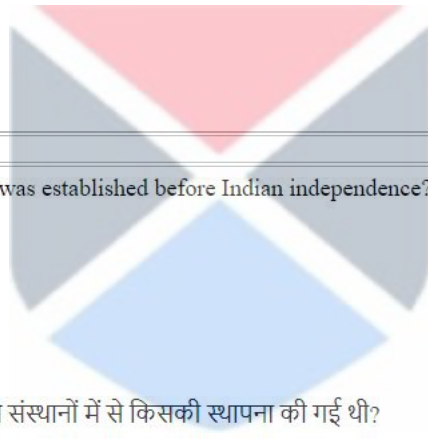 was established before Indian independence?
संस्थानों में से किसकी स्थापना की गई थी?